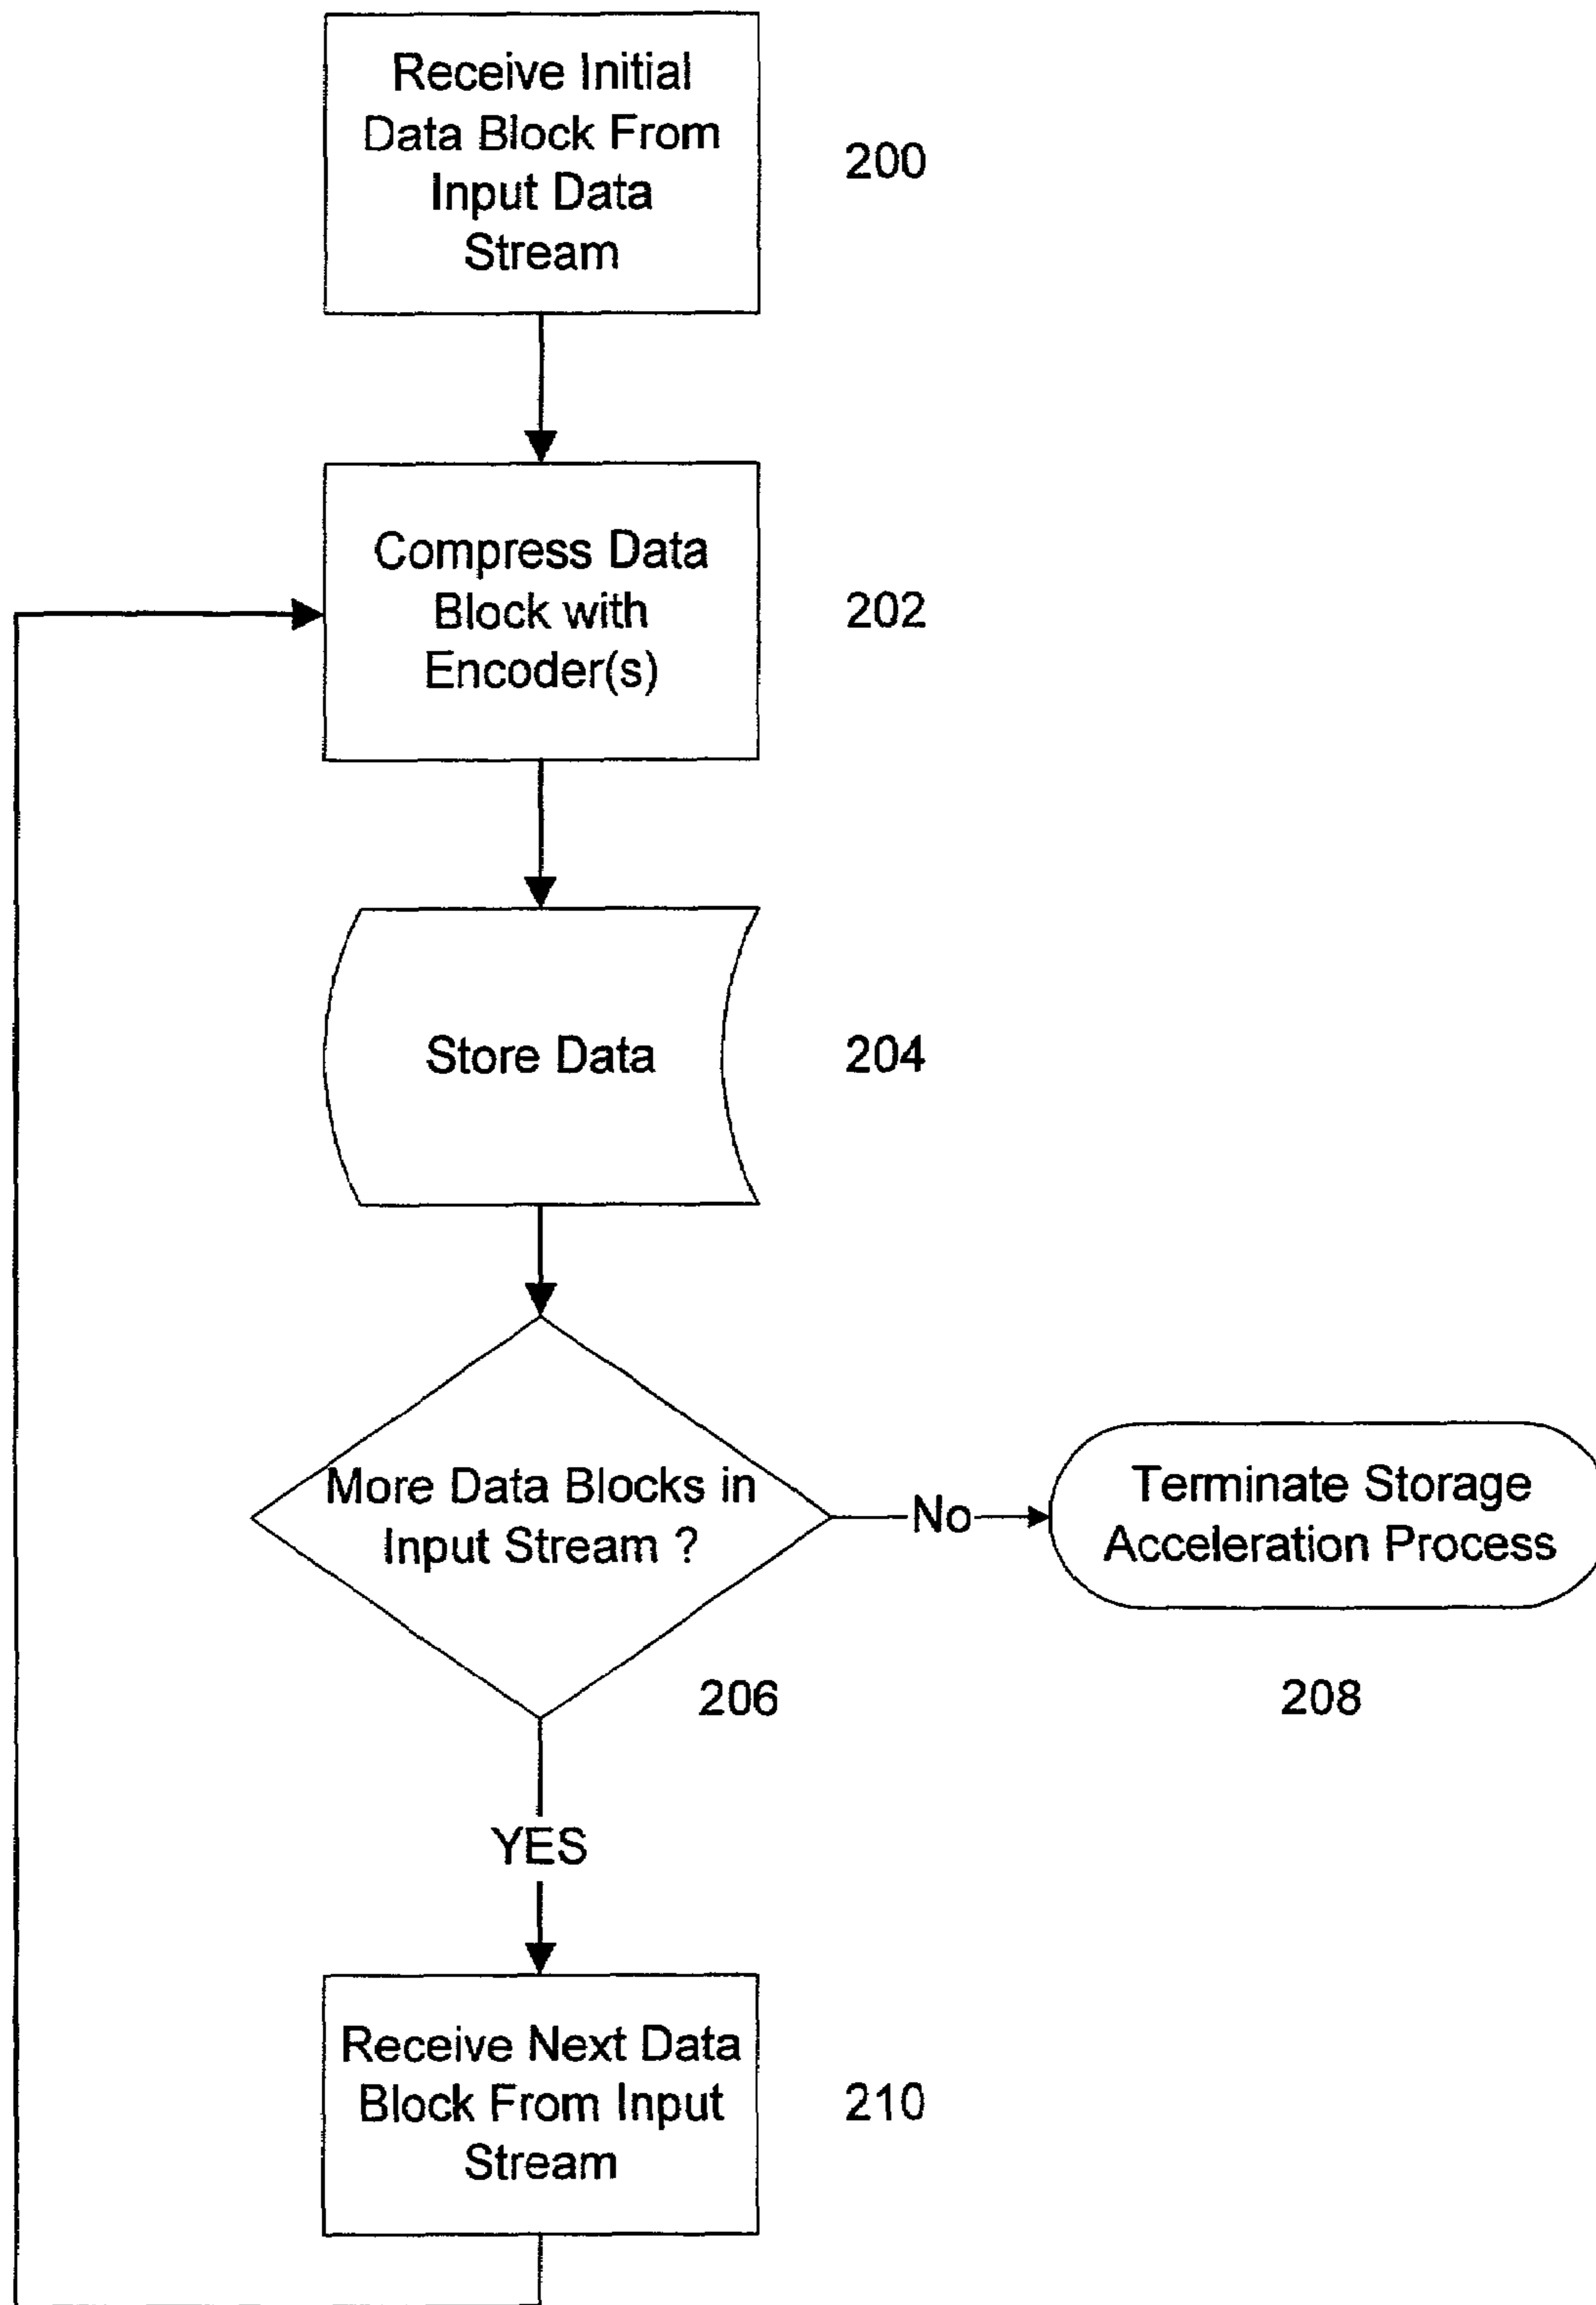 Receive Initial
Data Block From
Input Data
Stream
200
Compress Data
Block with
Encoder(s)
202
Store Data
204
More Data Blocks in
Input Stream ?
206
No
Terminate Storage
Acceleration Process
208
YES
Receive Next Data
Block From Input
Stream
210